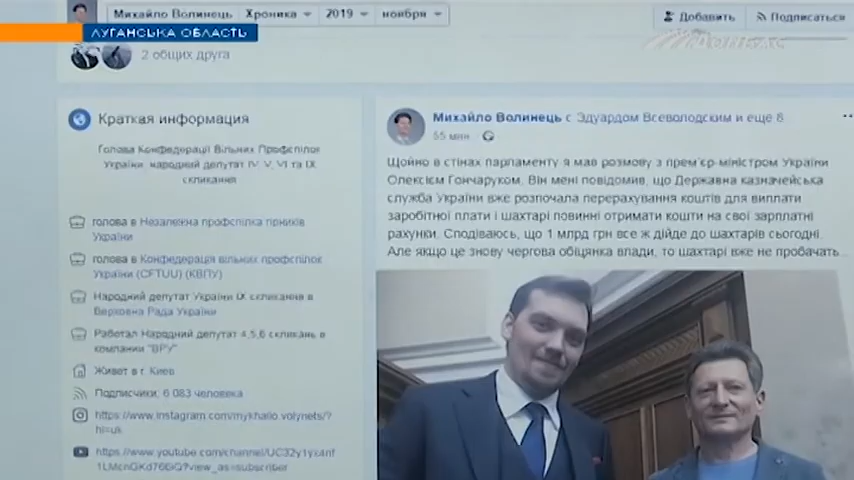 Михайло Волинець Хроника 2019 ноября Добавить Подписаться
ЛУГАНСЬКА ОБЛАСТЬ
ДОНБАС
2 общих друга
Краткая информация
Голова Конфедерації Вільних Профспілок
України, народний депутат IV, V, VI та IX
скликання
голова в Незалежна профспілка гірників
України
голова в Конфедерація вільних профспілок
України (CFTUU) (КВПУ)
Народний депутат України IX скликання в
Верховна Рада України
Работал Народний депутат 4,5,6 скликань в
компании "ВРУ"
Живет в г. Киев
Подписчики: 6 083 человека
https://www.instagram.com/mykhailo.volynets/?
hl=uk
https://www.youtube.com/channel/
view_as=subscriber
Михайло Волинець с Эдуардом Всеволодским и еще 8
55 мин
Щойно в стінах парламенту я мав розмову з прем'єр-міністром України
Олексієм Гончаруком. Він мені повідомив, що Державна казначейська
служба України вже розпочала перерахування коштів для виплати
заробітної плати і шахтарі повинні отримати кошти на свої зарплатні
рахунки. Сподіваюсь, що 1 млрд грн все ж дійде до шахтарів сьогодні.
Але якщо це знову чергова обіцянка влади, то шахтарі вже не пробачать...